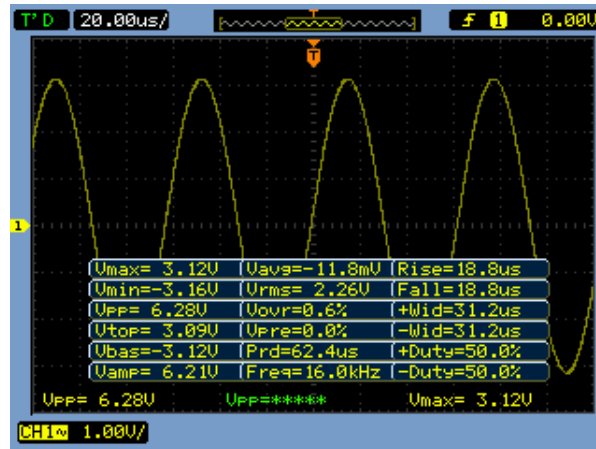 T'D 20.00us/ T 1 0.00V
T
1
Vmax= 3.12V Vavg=-11.8mV Rise=18.8us
Vmin=-3.16V Vrms= 2.26V Fall=18.8us
VPP= 6.28V Vovr=0.6% +Wid=31.2us
Vtop= 3.09V Vpre=0.0% -Wid=31.2us
Vbas=-3.12V Prd=62.4us +Duty=50.0%
Vamp= 6.21V Freq=16.0kHz -Duty=50.0%
VPP= 6.28V VPP=***** Vmax= 3.12V
CH1~ 1.00V/